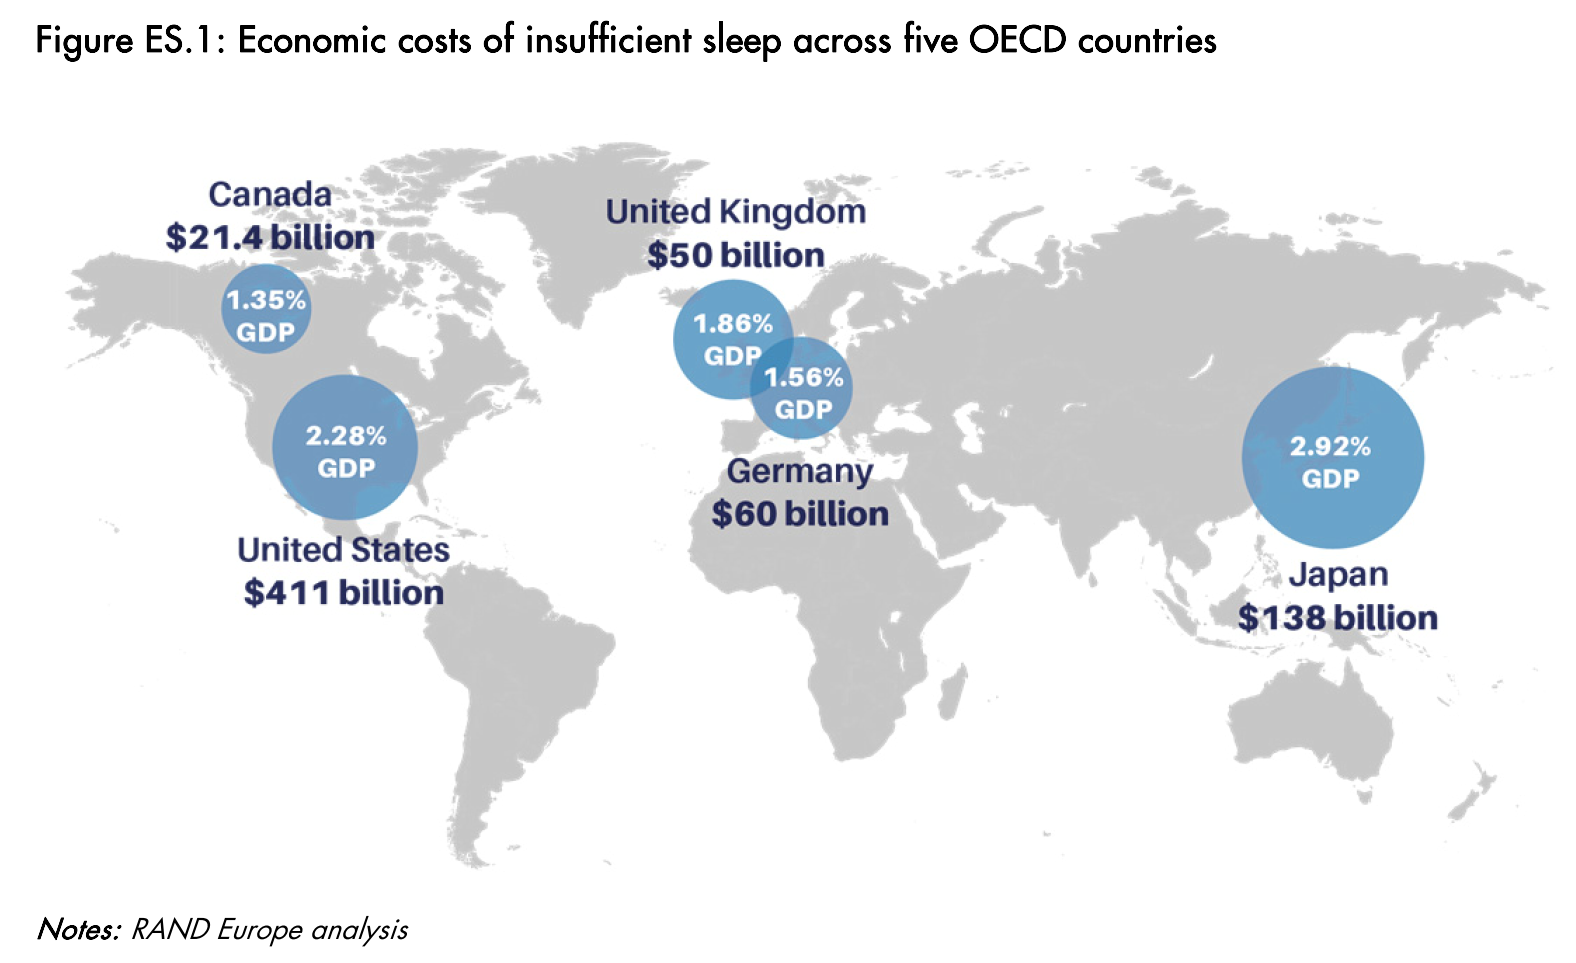 Figure ES.1: Economic costs of insufficient sleep across five OECD countries
Canada
$21.4 billion
1.35%
GDP
United States
$411 billion
2.28%
GDP
United Kingdom
$50 billion
1.86%
GDP
1.56%
GDP
Germany
$60 billion
2.92%
GDP
Japan
$138 billion
Notes: RAND Europe analysis